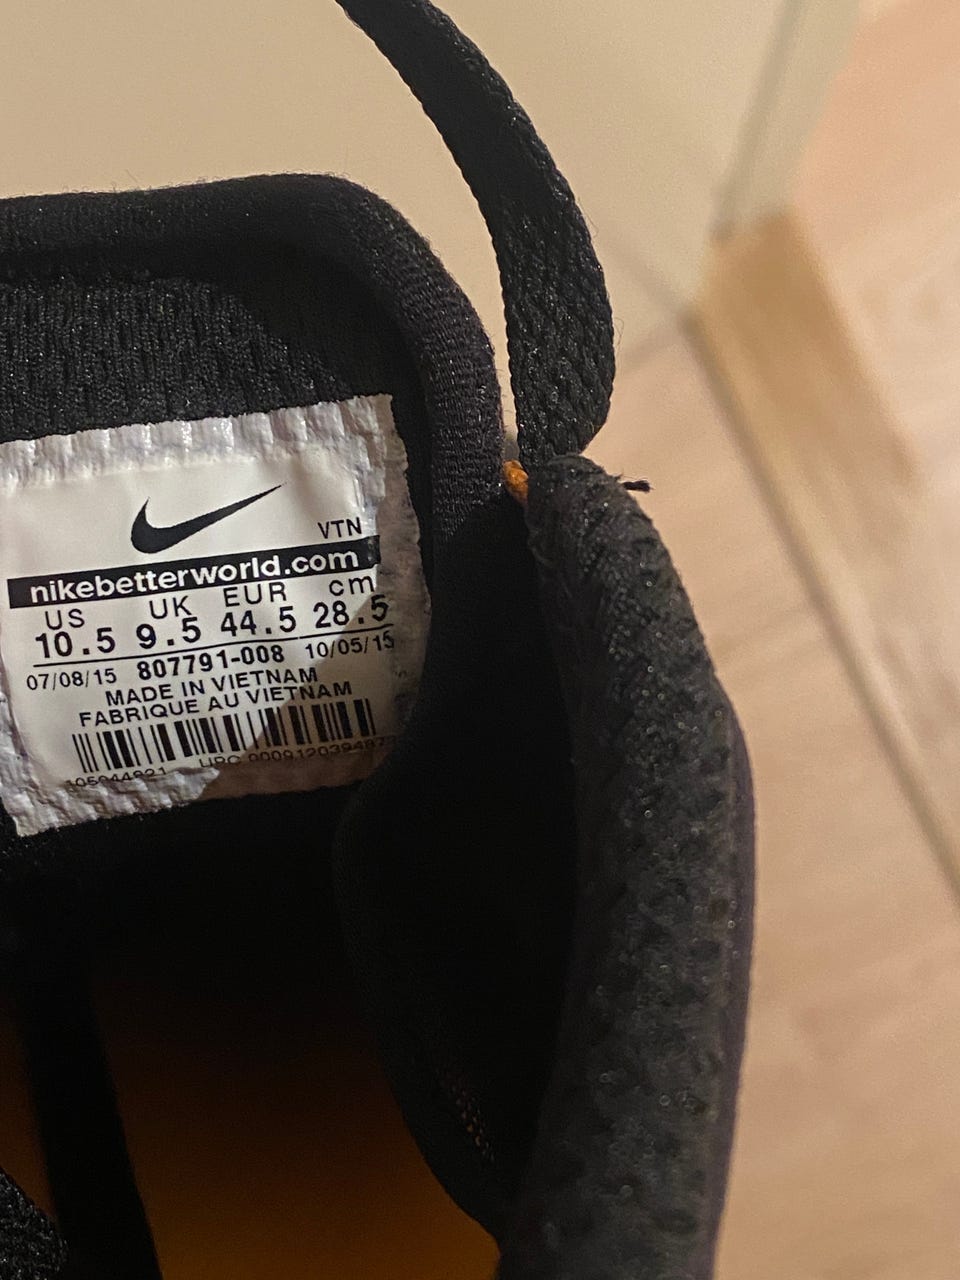 VTN
nikebetterworld.com
US UK EUR cm
10.5 9.5 44.5 28.5
07/08/15 807791-008 10/05/15
MADE IN VIETNAM
FABRIQUE AU VIETNAM
UPC